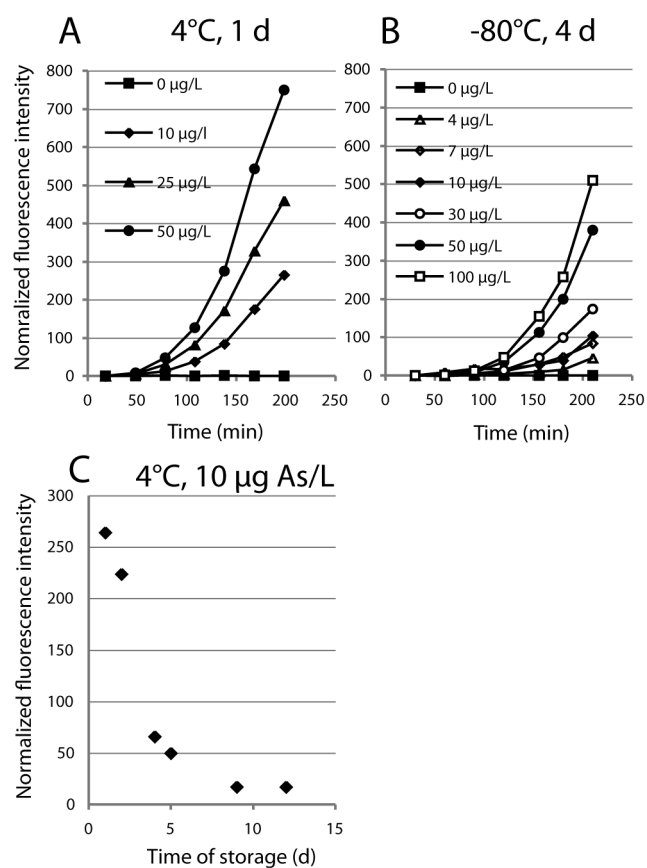 A 4°C, 1 d
Nomralized fluorescence intensity
800
700
600
500
400
300
200
100
0
0 µg/L
10 µg/l
25 µg/L
50 µg/L
0 50 100 150 200 250
Time (min)
B -80°C, 4 d
800
700
600
500
400
300
200
100
0
0 µg/L
4 µg/L
7 µg/L
10 µg/L
30 µg/L
50 µg/L
100 µg/L
0 50 100 150 200 250
Time (min)
C 4°C, 10 µg As/L
Normalized fluorescence intensity
300
250
200
150
100
50
0
0 5 10 15
Time of storage (d)